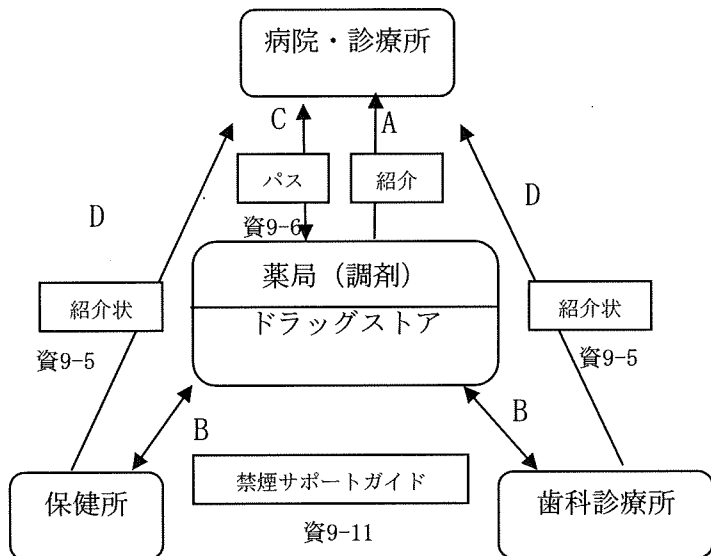 病院・診療所
C
A
パス
紹介
D
D
資9-6
薬局（調剤）
ドラッグストア
紹介状
紹介状
資9-5
資9-5
B
B
禁煙サポートガイド
保健所
歯科診療所
資9-11